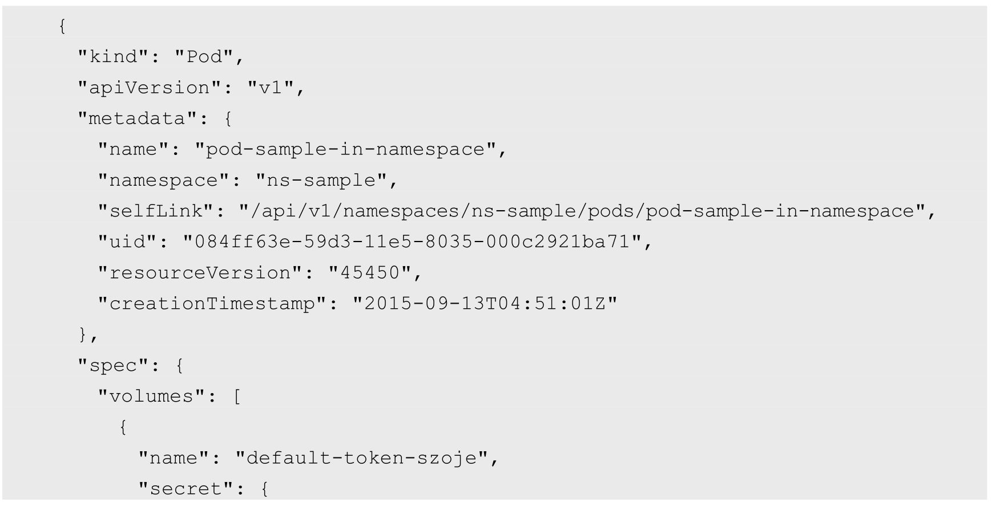 {
"kind": "Pod",
"apiVersion": "v1",
"metadata": {
"name": "pod-sample-in-namespace",
"namespace": "ns-sample",
"selfLink": "/api/v1/namespaces/ns-sample/pods/pod-sample-in-namespace",
"uid": "084ff63e-59d3-11e5-8035-000c2921ba71",
"resourceVersion": "45450",
"creationTimestamp": "2015-09-13T04:51:01Z"
},
"spec": {
"volumes": [
{
"name": "default-token-szoje",
"secret": {